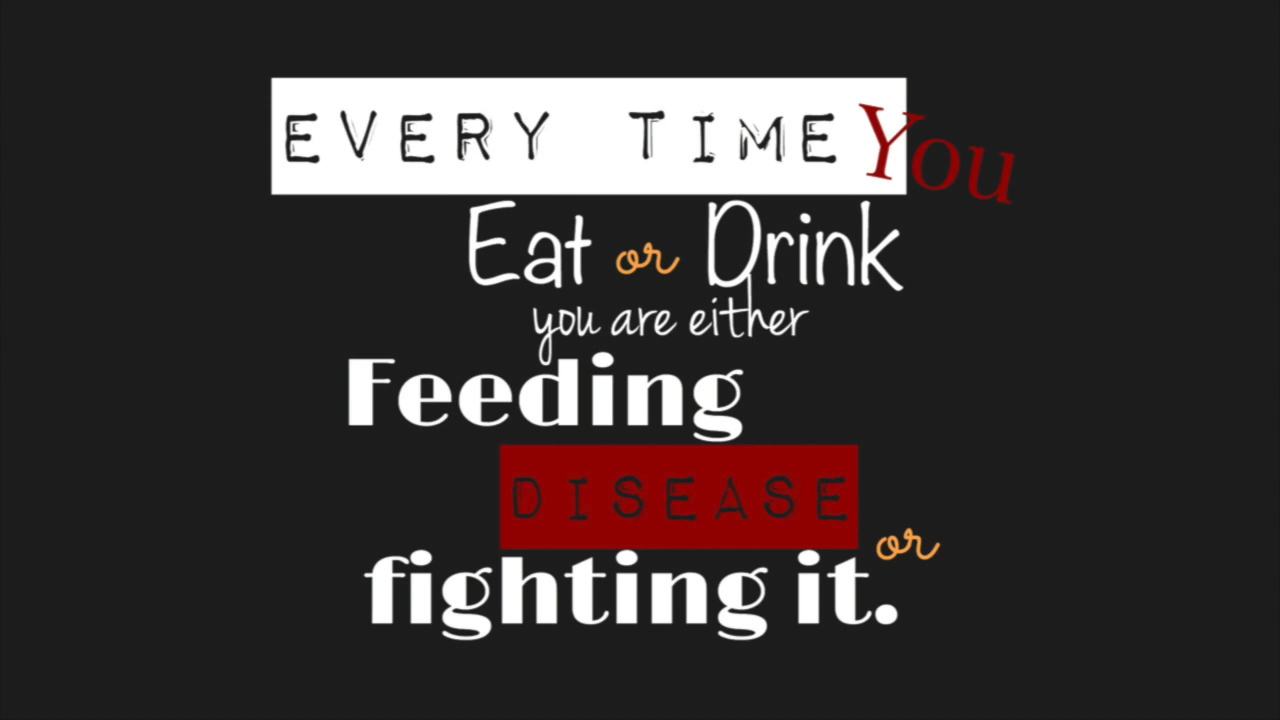 EVERY TIME You
Eat or Drink
you are either
Feeding
DISEASE or
fighting it.